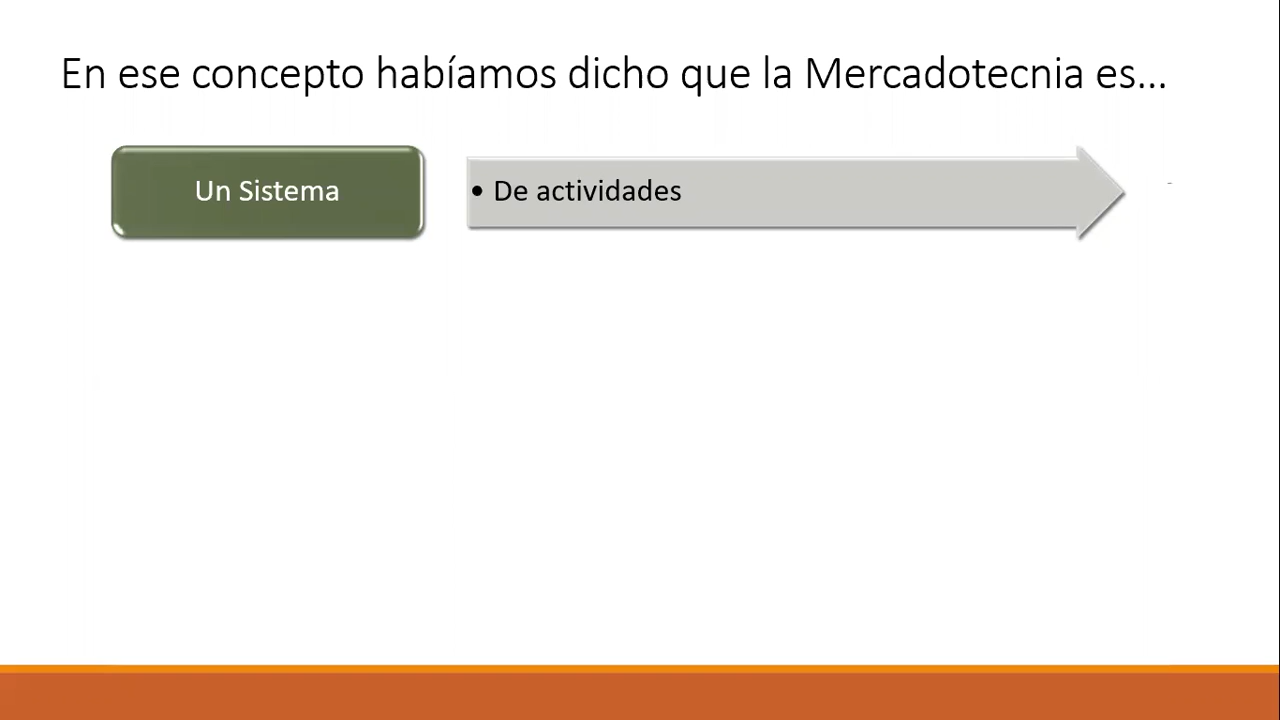 En ese concepto habíamos dicho que la Mercadotecnia es...
Un Sistema
• De actividades